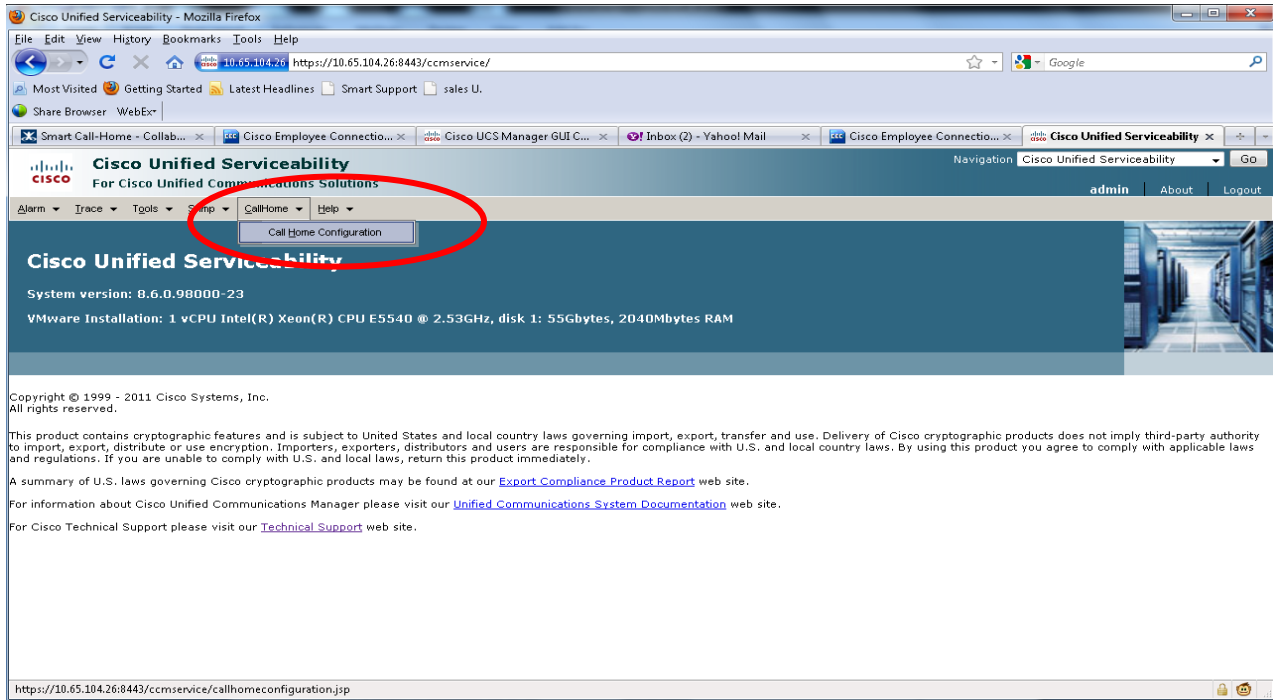 Cisco Unified Serviceability - Mozilla Firefox
File Edit View History Bookmarks Tools Help
10.65.104.26 https://10.65.104.26:8443/ccmservice/
Google
Most Visited Getting Started Latest Headlines Smart Support sales U.
Share Browser WebEx
Smart Call-Home - Collab... Cisco Employee Connectio... Cisco UCS Manager GUI C... Inbox (2) - Yahoo! Mail Cisco Employee Connectio... Cisco Unified Serviceability
CISCO
Cisco Unified Serviceability
For Cisco Unified Communications Solutions
Navigation Cisco Unified Serviceability Go
admin About Logout
Alarm Trace Tools Snmp CallHome Help
Call Home Configuration
Cisco Unified Serviceability
System version: 8.6.0.98000-23
VMware Installation: 1 vCPU Intel(R) Xeon(R) CPU E5540 @ 2.53GHz, disk 1: 55Gbytes, 2040Mbytes RAM
Copyright © 1999 - 2011 Cisco Systems, Inc.
All rights reserved.
This product contains cryptographic features and is subject to United States and local country laws governing import, export, transfer and use. Delivery of Cisco cryptographic products does not imply third-party authority
to import, export, distribute or use encryption. Importers, exporters, distributors and users are responsible for compliance with U.S. and local country laws. By using this product you agree to comply with applicable laws
and regulations. If you are unable to comply with U.S. and local laws, return this product immediately.
A summary of U.S. laws governing Cisco cryptographic products may be found at our Export Compliance Product Report web site.
For information about Cisco Unified Communications Manager please visit our Unified Communications System Documentation web site.
For Cisco Technical Support please visit our Technical Support web site.
https://10.65.104.26:8443/ccmservice/callhomeconfiguration.jsp